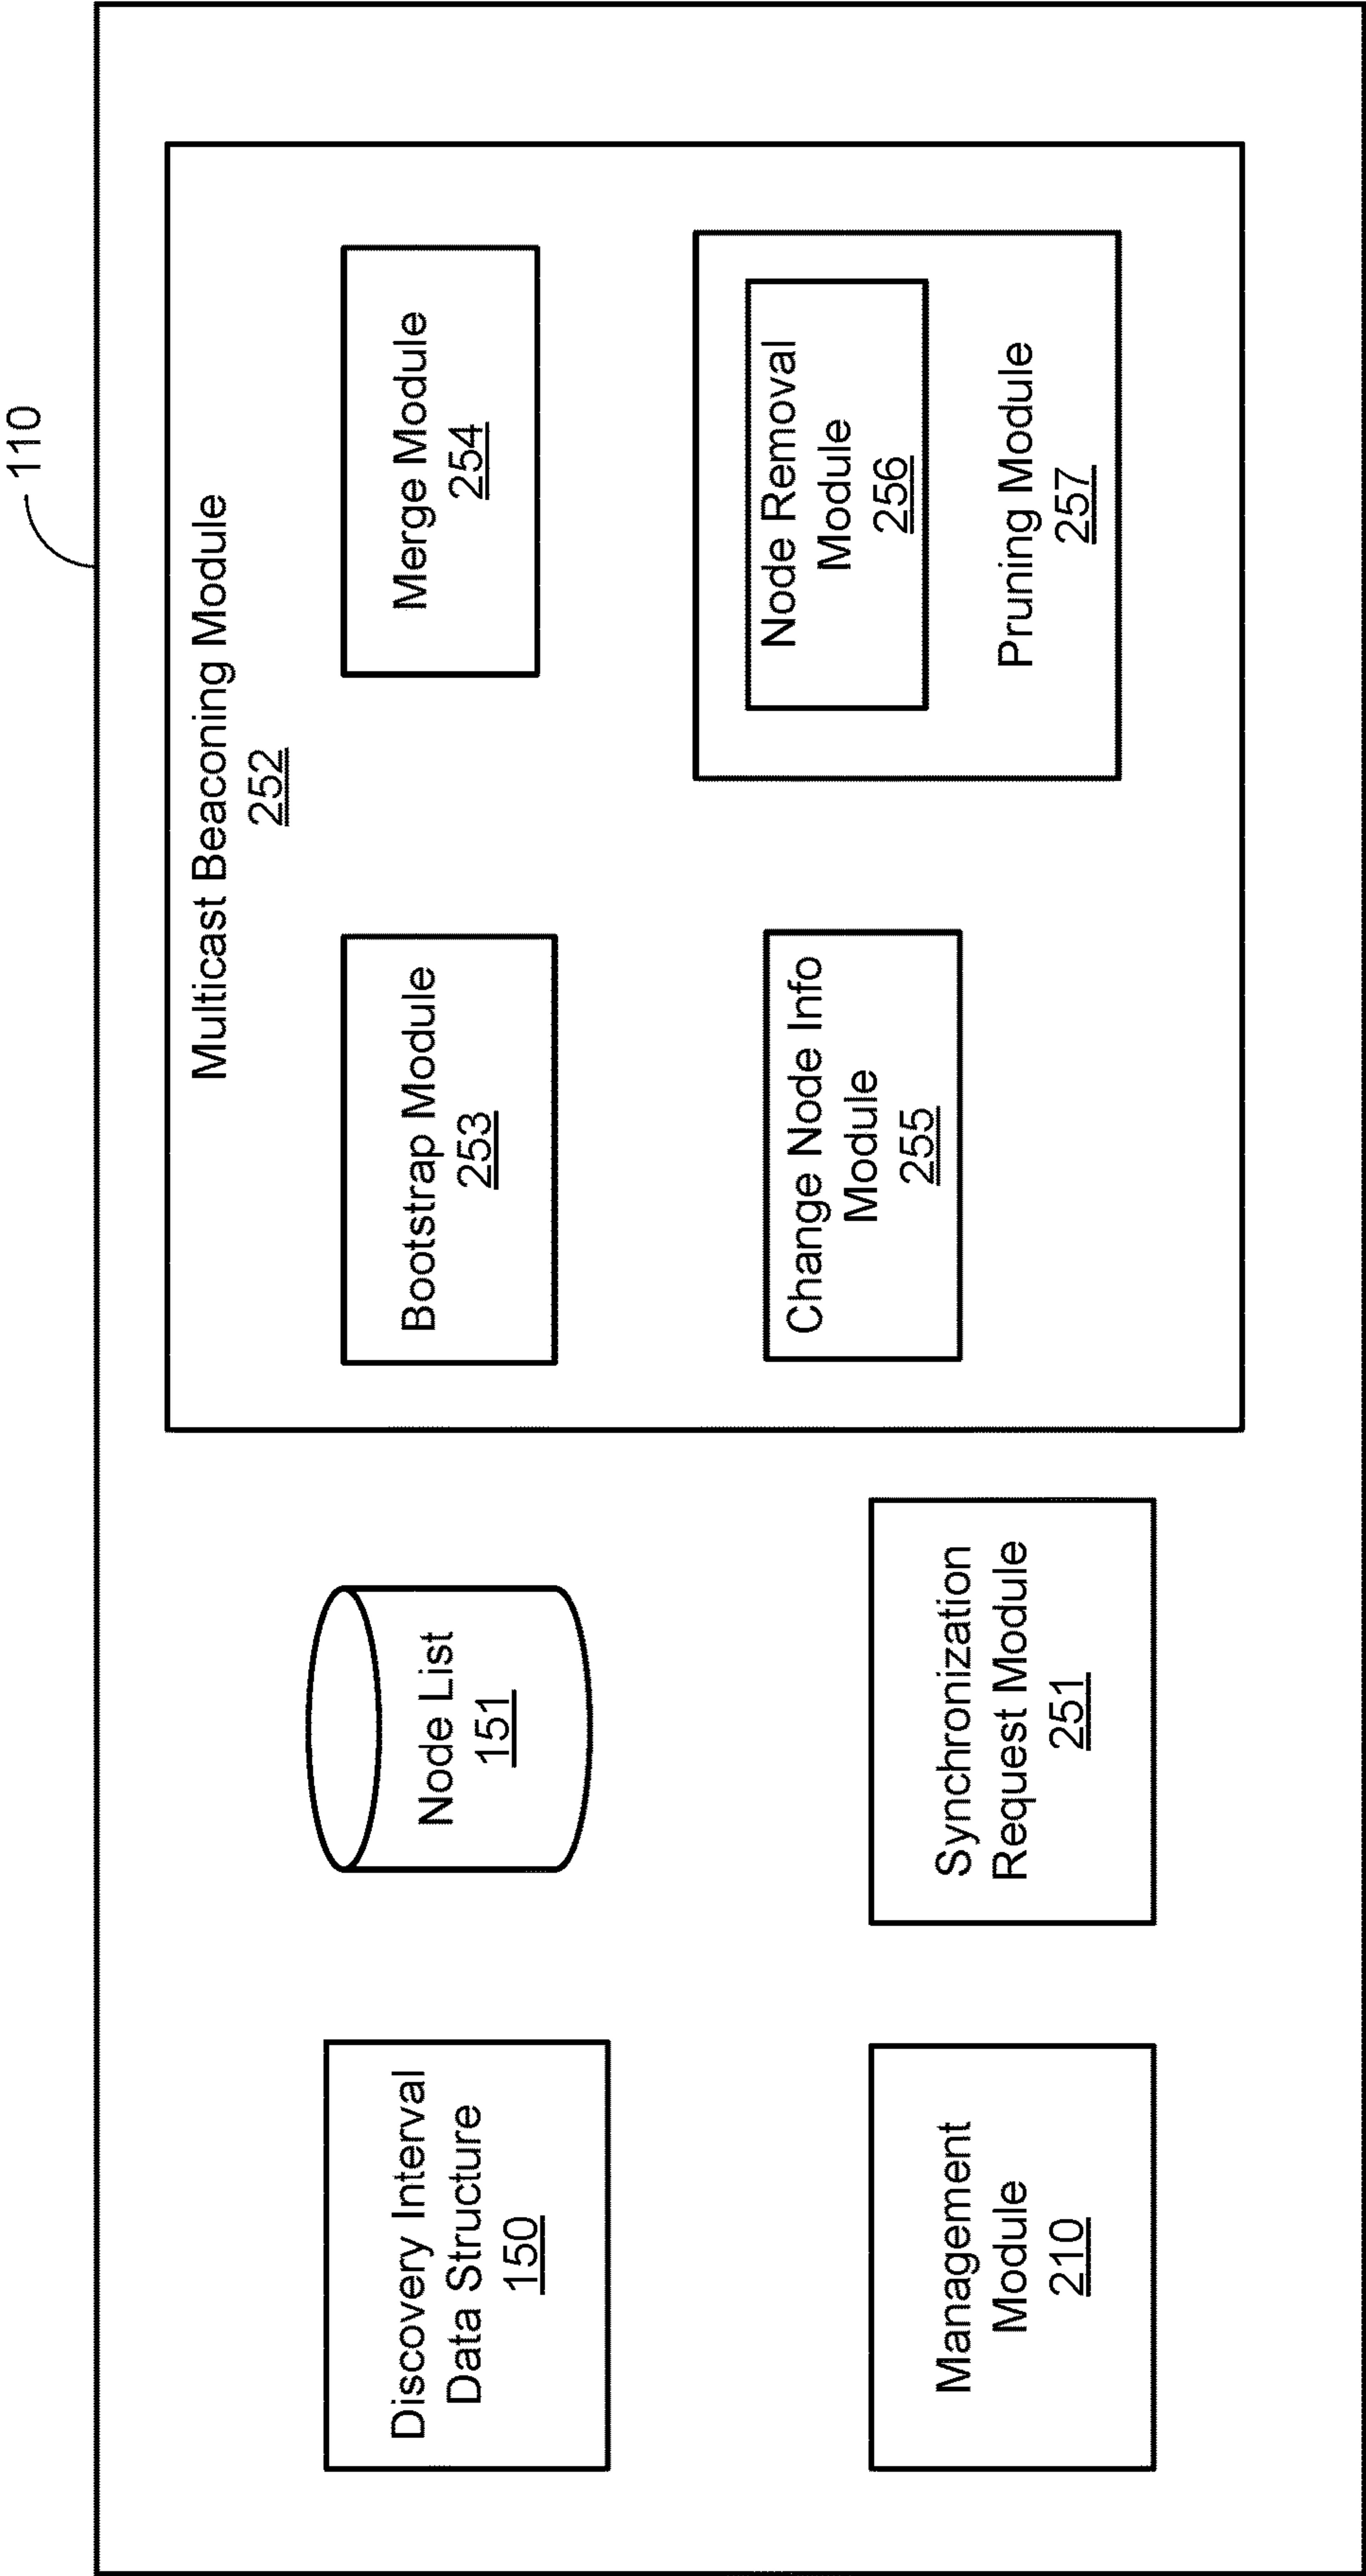 110
Multicast Beaconing Module
252
Discovery Interval
Data Structure
150
Node List
151
Bootstrap Module
253
Merge Module
254
Management
Module
210
Synchronization
Request Module
251
Change Node Info
Module
255
Node Removal
Module
256
Pruning Module
257